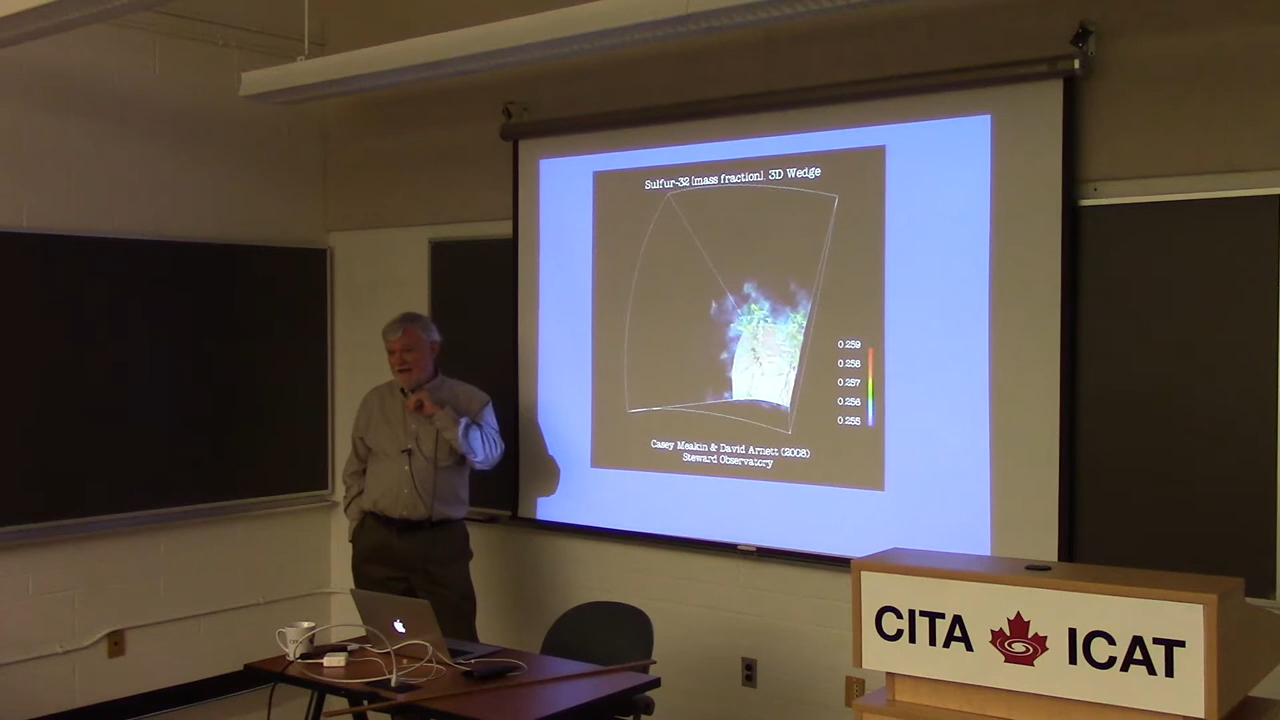 Sulfur-32 (mass fraction), 3D Wedge
0.259
0.258
0.257
0.256
0.255
Casey Meakin & David Arnett (2008)
Steward Observatory
CITA ICAT